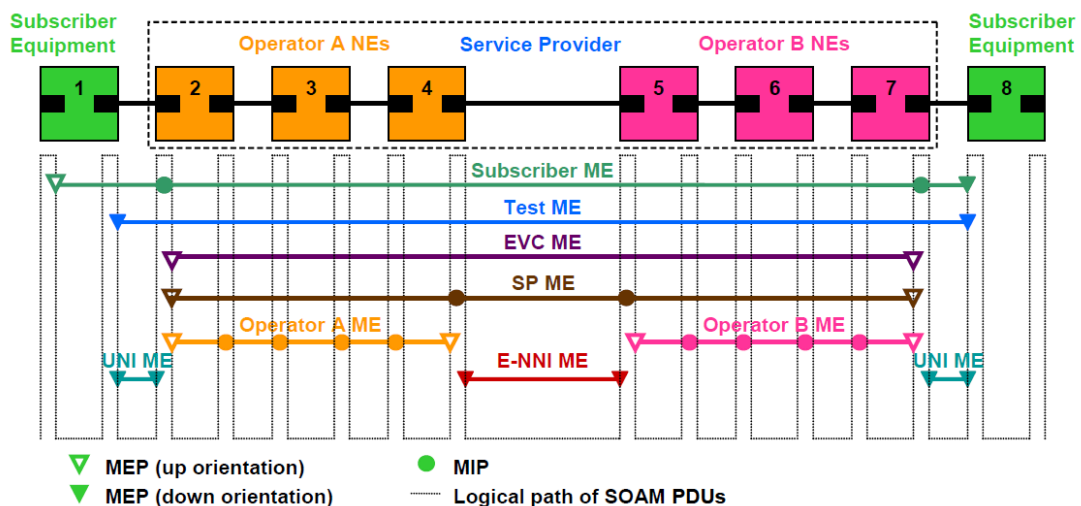 Subscriber
Equipment
Operator A NEs
Service Provider
Operator B NEs
Subscriber
Equipment
1
2
3
4
5
6
7
8
Subscriber ME
Test ME
EVC ME
SP ME
Operator A ME
Operator B ME
UNI ME
E-NNI ME
UNI ME
MEP (up orientation)
MIP
MEP (down orientation)
Logical path of SOAM PDUs